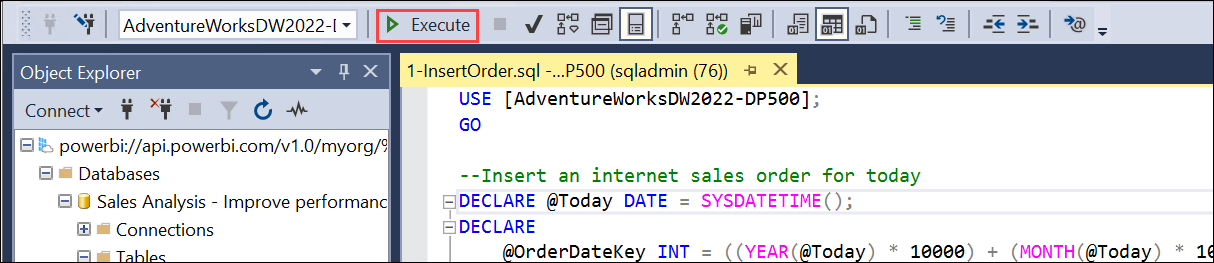 AdventureWorksDW2022-D
Execute
Object Explorer
1-InsertOrder.sql -...P500 (sqladmin (76))
Connect
USE [AdventureWorksDW2022-DP500];
GO
powerbi://api.powerbi.com/v1.0/myorg/%
Databases
--Insert an internet sales order for today
Sales Analysis - Improve performance
DECLARE @Today DATE = SYSDATETIME();
Connections
DECLARE
Tables
@OrderDateKey INT = ((YEAR(@Today) * 10000) + (MONTH(@Today) * 10